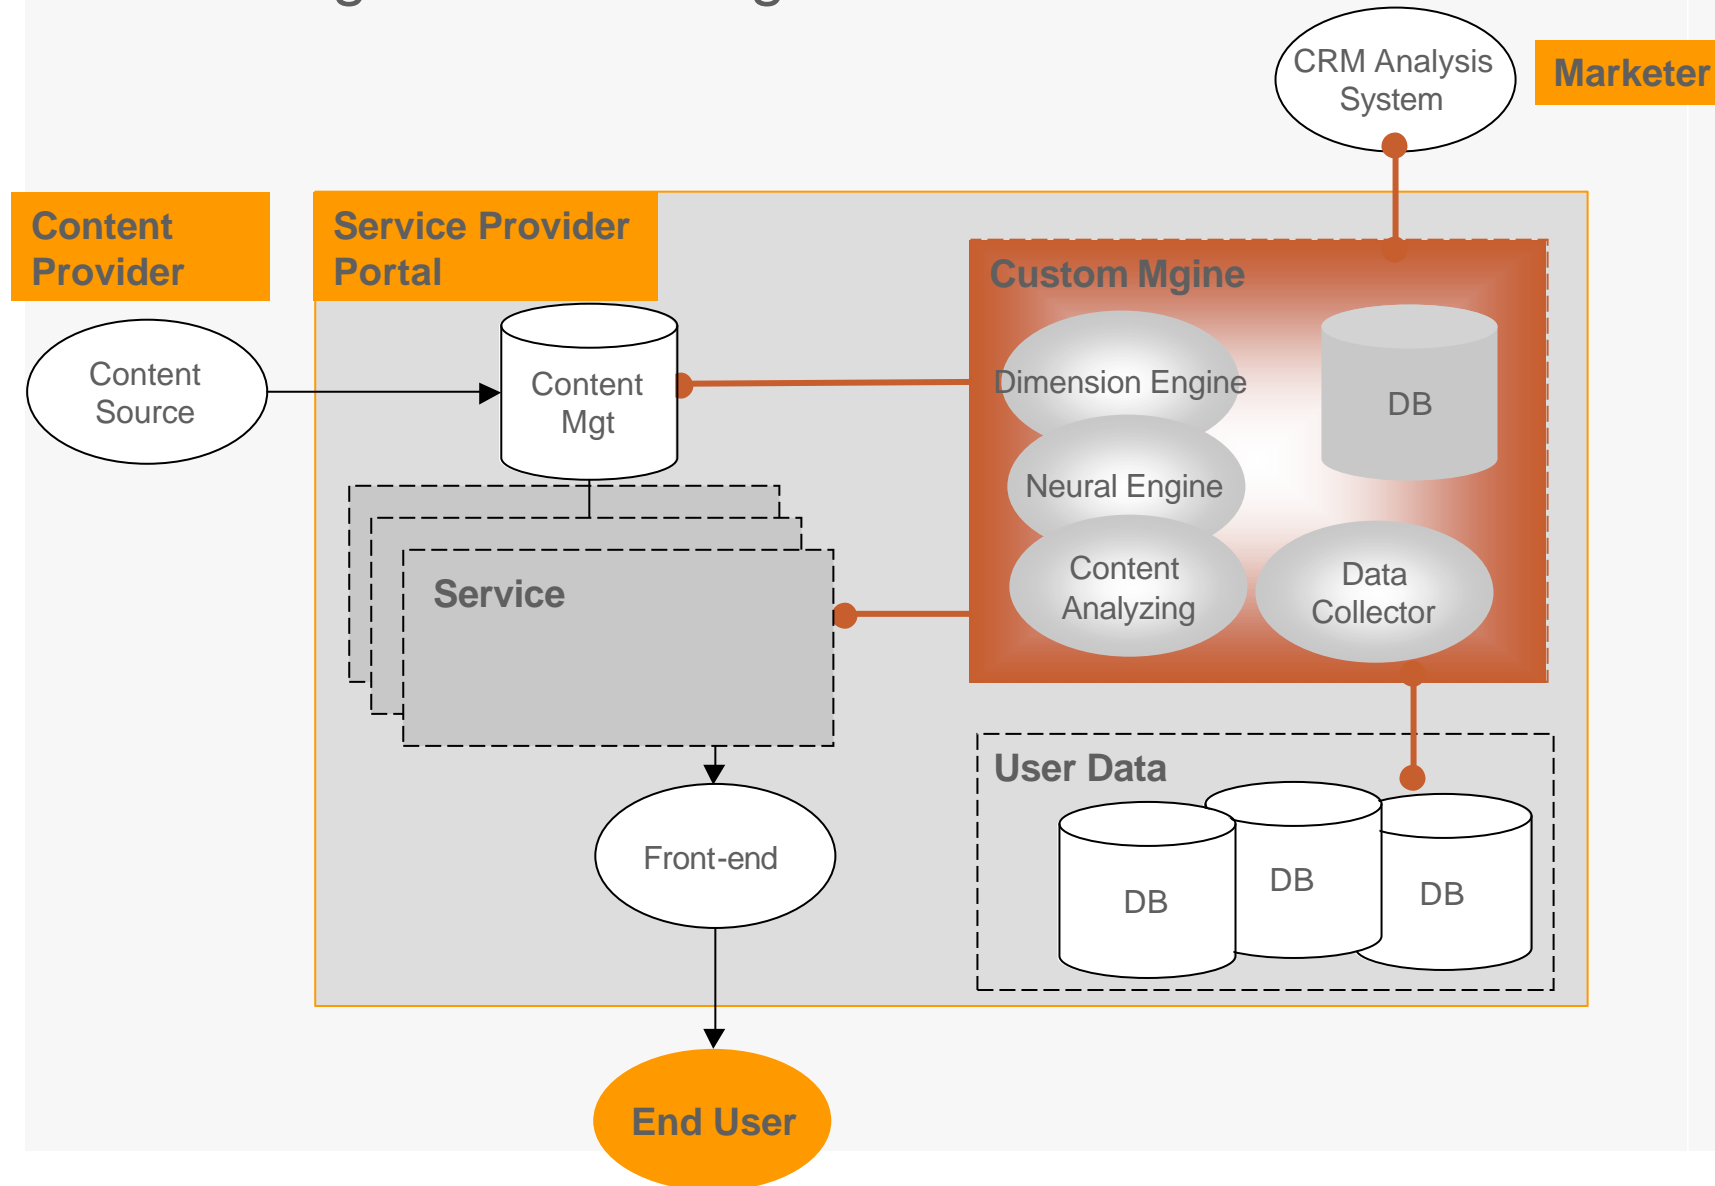 CRM Analysis
System
Marketer
Content
Provider
Service Provider
Portal
Custom Mgine
Content
Source
Content
Mgt
Dimension Engine
DB
Neural Engine
Content
Analyzing
Data
Collector
Service
User Data
Front-end
DB
DB
DB
End User